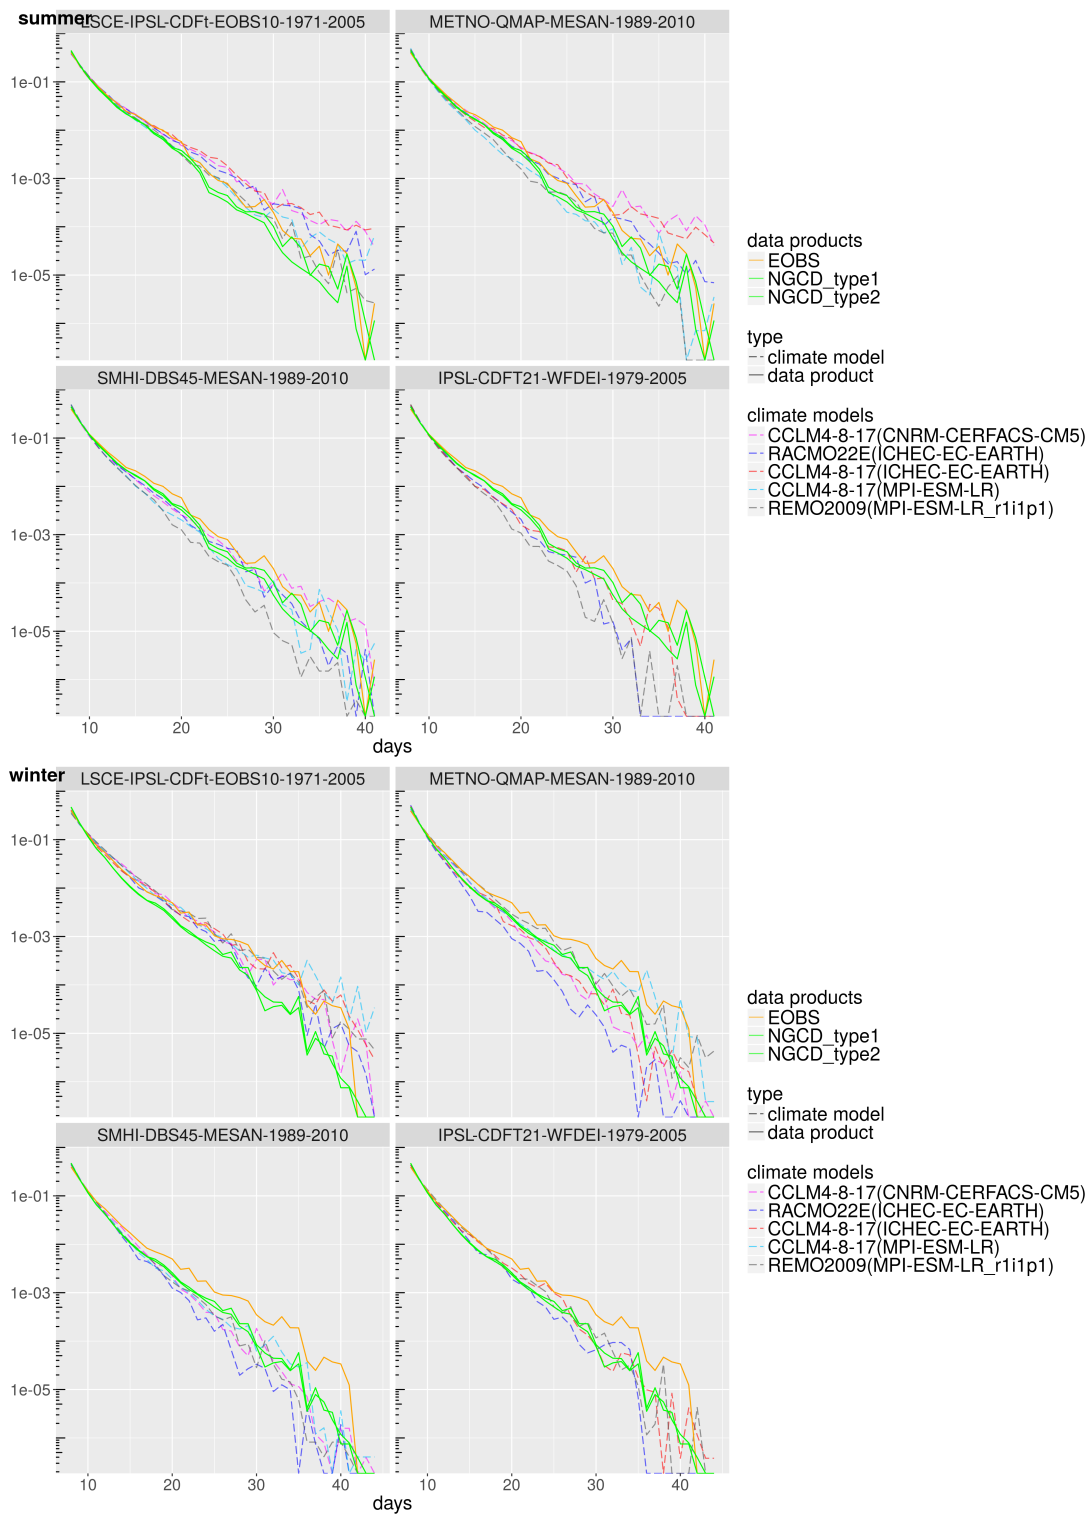 summer
LSCE-IPSL-CDFt-EOBS10-1971-2005
METNO-QMAP-MESAN-1989-2010
1e-01
1e-03
1e-05
SMHI-DBS45-MESAN-1989-2010
IPSL-CDFT21-WFDEI-1979-2005
1e-01
1e-03
1e-05
10 20 30 40 10 20 30 40
days
data products
EOBS
NGCD_type1
NGCD_type2
type
climate model
data product
climate models
CCLM4-8-17(CNRM-CERFACS-CM5)
RACMO22E(ICHEC-EC-EARTH)
CCLM4-8-17(ICHEC-EC-EARTH)
CCLM4-8-17(MPI-ESM-LR)
REMO2009(MPI-ESM-LR_r1i1p1)
winter
LSCE-IPSL-CDFt-EOBS10-1971-2005
METNO-QMAP-MESAN-1989-2010
1e-01
1e-03
1e-05
SMHI-DBS45-MESAN-1989-2010
IPSL-CDFT21-WFDEI-1979-2005
1e-01
1e-03
1e-05
10 20 30 40 10 20 30 40
days
data products
EOBS
NGCD_type1
NGCD_type2
type
climate model
data product
climate models
CCLM4-8-17(CNRM-CERFACS-CM5)
RACMO22E(ICHEC-EC-EARTH)
CCLM4-8-17(ICHEC-EC-EARTH)
CCLM4-8-17(MPI-ESM-LR)
REMO2009(MPI-ESM-LR_r1i1p1)